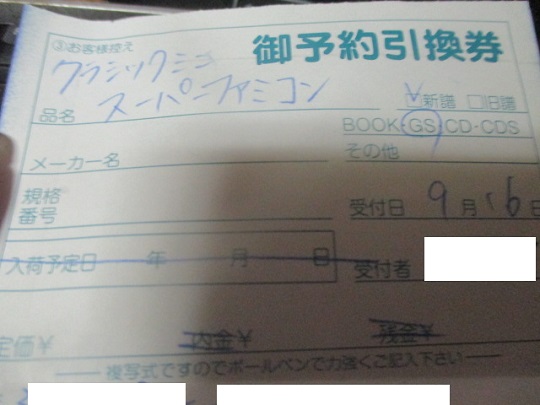 ③お客様控え
御予約引換券
クラシックミニ
スーパーファミコン
品名
新譜 □旧譜
BOOK・GS・CD・CDS
メーカー名
その他
規格
番号
受付日 9月16日
入荷予定日 年 月 日
受付者
定価¥ 内金¥ 残金¥
複写式ですのでボールペンで力強くご記入下さい